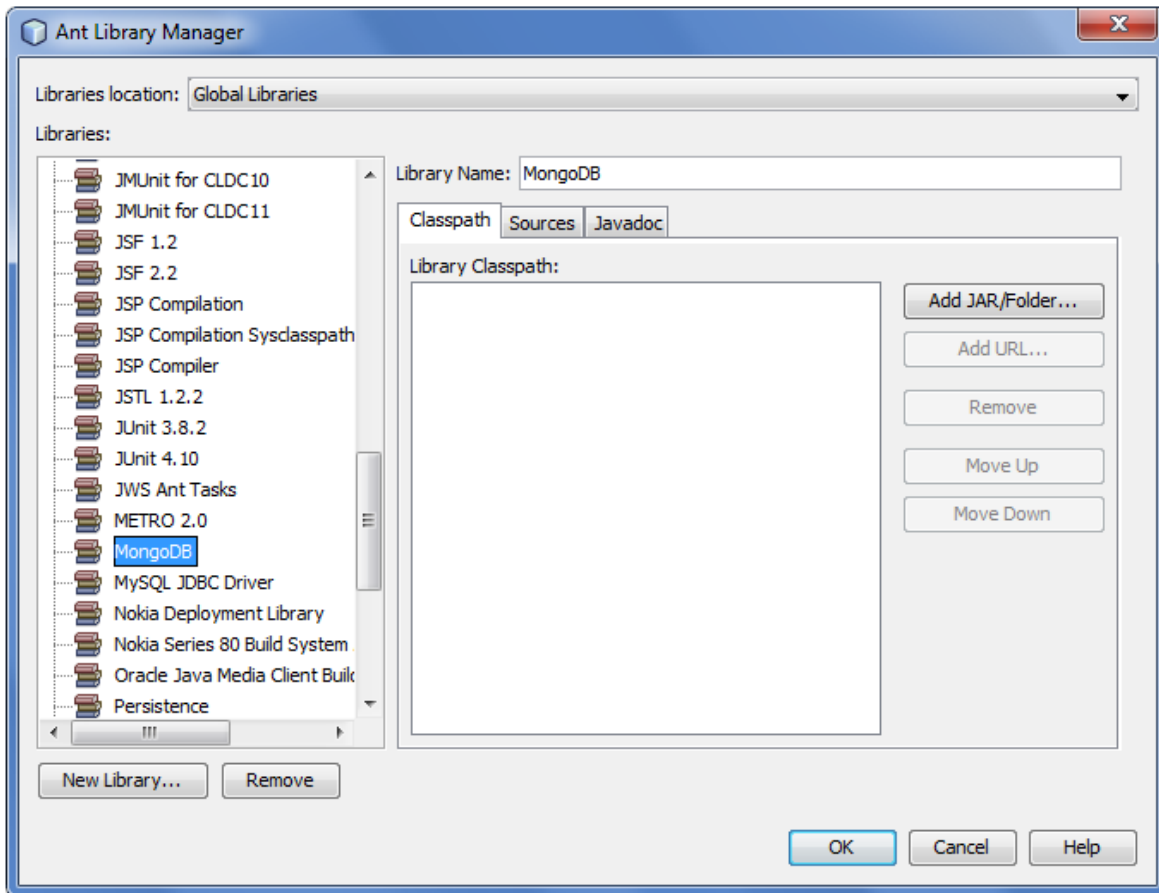 Ant Library Manager
Libraries location: Global Libraries
Libraries:
JMUnit for CLDC10
JMUnit for CLDC11
JSF 1.2
JSF 2.2
JSP Compilation
JSP Compilation Sysclasspath
JSP Compiler
JSTL 1.2.2
JUnit 3.8.2
JUnit 4.10
JWS Ant Tasks
METRO 2.0
MongoDB
MySQL JDBC Driver
Nokia Deployment Library
Nokia Series 80 Build System
Oracle Java Media Client Build
Persistence
New Library...
Remove
Library Name: MongoDB
Classpath
Sources
Javadoc
Library Classpath:
Add JAR/Folder...
Add URL...
Remove
Move Up
Move Down
OK
Cancel
Help